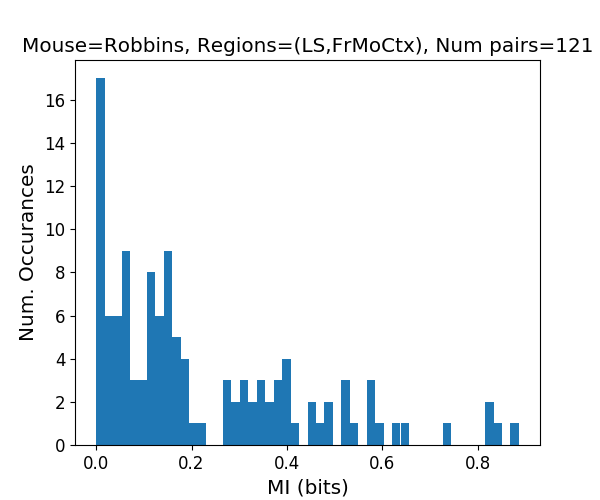 Mouse=Robbins, Regions=(LS,FrMoCtx), Num pairs=121
16
14
12
10
8
6
4
2
0
Num. Occurances
0.0 0.2 0.4 0.6 0.8
MI (bits)